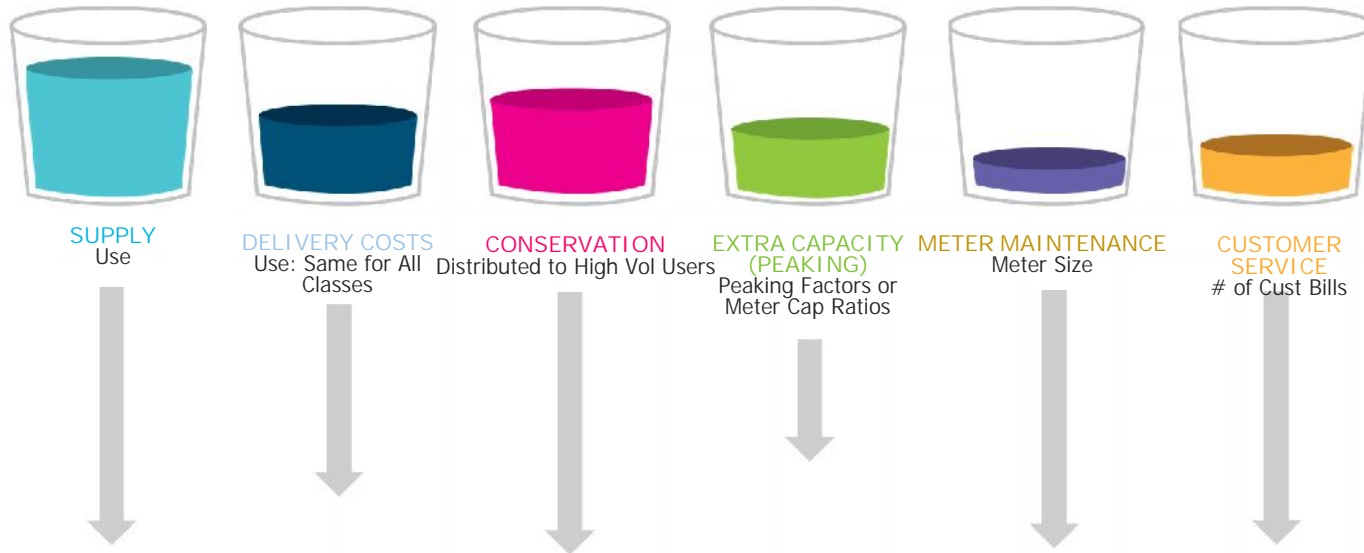 SUPPLY
Use
DELIVERY COSTS
Use: Same for All
Classes
CONSERVATION
Distributed to High Vol Users
EXTRA CAPACITY
(PEAKING)
Peaking Factors or
Meter Cap Ratios
METER MAINTENANCE
Meter Size
CUSTOMER
SERVICE
# of Cust Bills